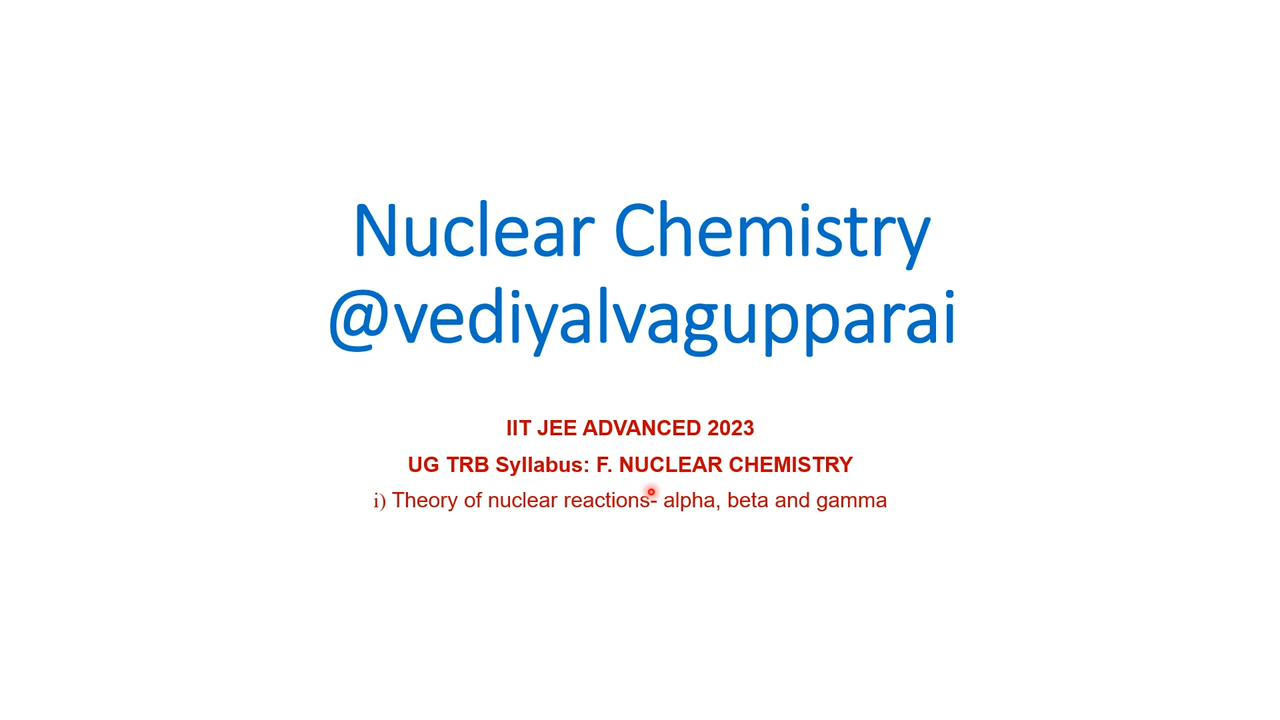 Nuclear Chemistry
@vediyalvagupparai
IIT JEE ADVANCED 2023
UG TRB Syllabus: F. NUCLEAR CHEMISTRY
i) Theory of nuclear reactions- alpha, beta and gamma